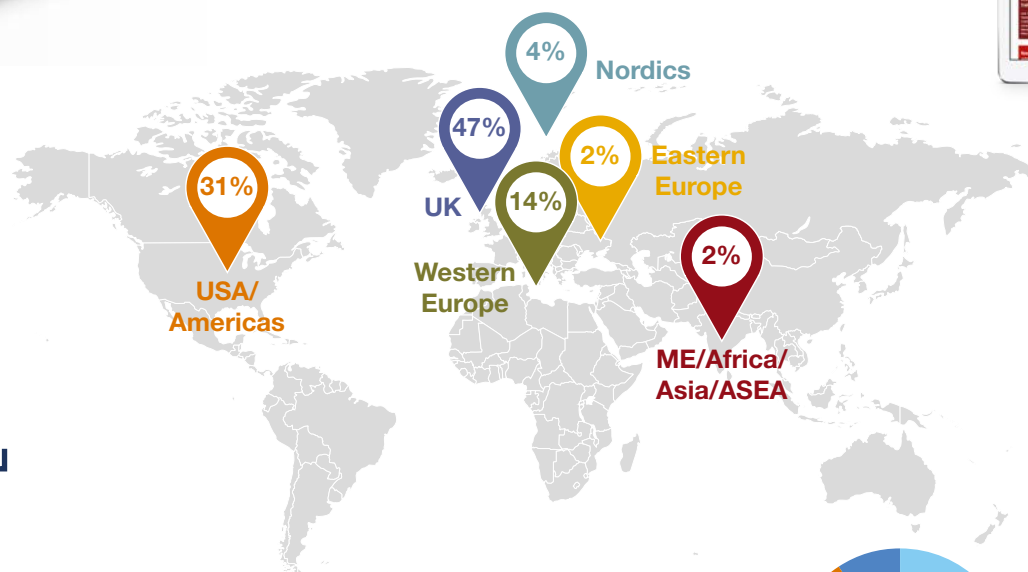 4%
Nordics
47%
2%
Eastern
Europe
31%
14%
UK
2%
Western
Europe
USA/
Americas
ME/Africa/
Asia/ASEA